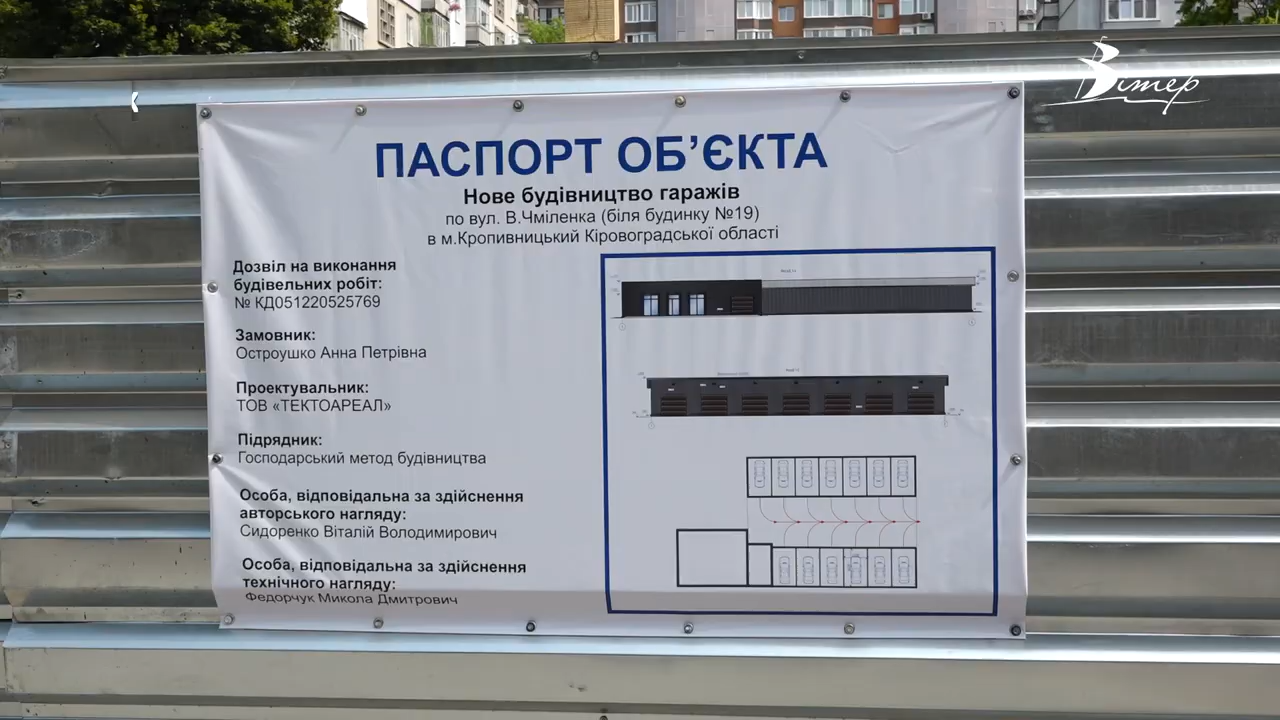 Вітер
ПАСПОРТ ОБ’ЄКТА
Нове будівництво гаражів
по вул. В.Чміленка (біля будинку №19)
в м.Кропивницький Кіровоградської області
Дозвіл на виконання
будівельних робіт:
№ КД051220525769
Замовник:
Остроушко Анна Петрівна
Проектувальник:
ТОВ «ТЕКТОАРЕАЛ»
Підрядник:
Господарський метод будівництва
Особа, відповідальна за здійснення
авторського нагляду:
Сидоренко Віталій Володимирович
Особа, відповідальна за здійснення
технічного нагляду:
Федорчук Микола Дмитрович